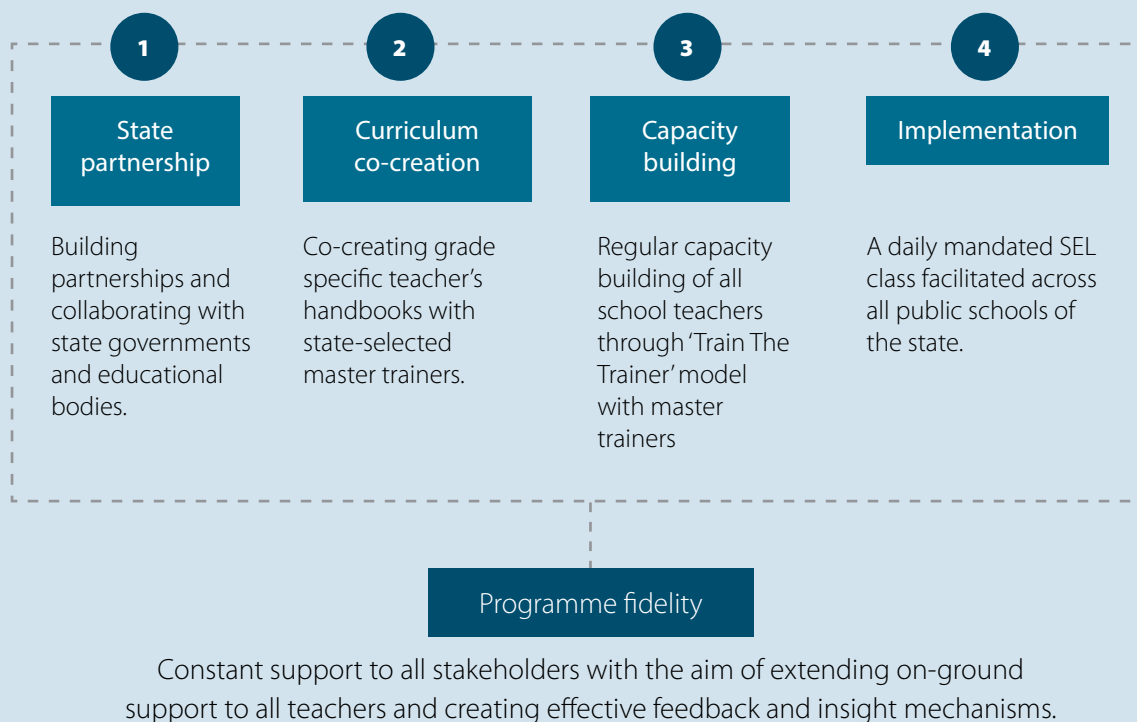 1
State
partnership
Building
partnerships and
collaborating with
state governments
and educational
bodies.
2
Curriculum
co-creation
Co-creating grade
specific teacher’s
handbooks with
state-selected
master trainers.
3
Capacity
building
Regular capacity
building of all
school teachers
through ‘Train The
Trainer’ model
with master
trainers
4
Implementation
A daily mandated SEL
class facilitated across
all public schools of
the state.
Programme fidelity
Constant support to all stakeholders with the aim of extending on-ground
support to all teachers and creating effective feedback and insight mechanisms.